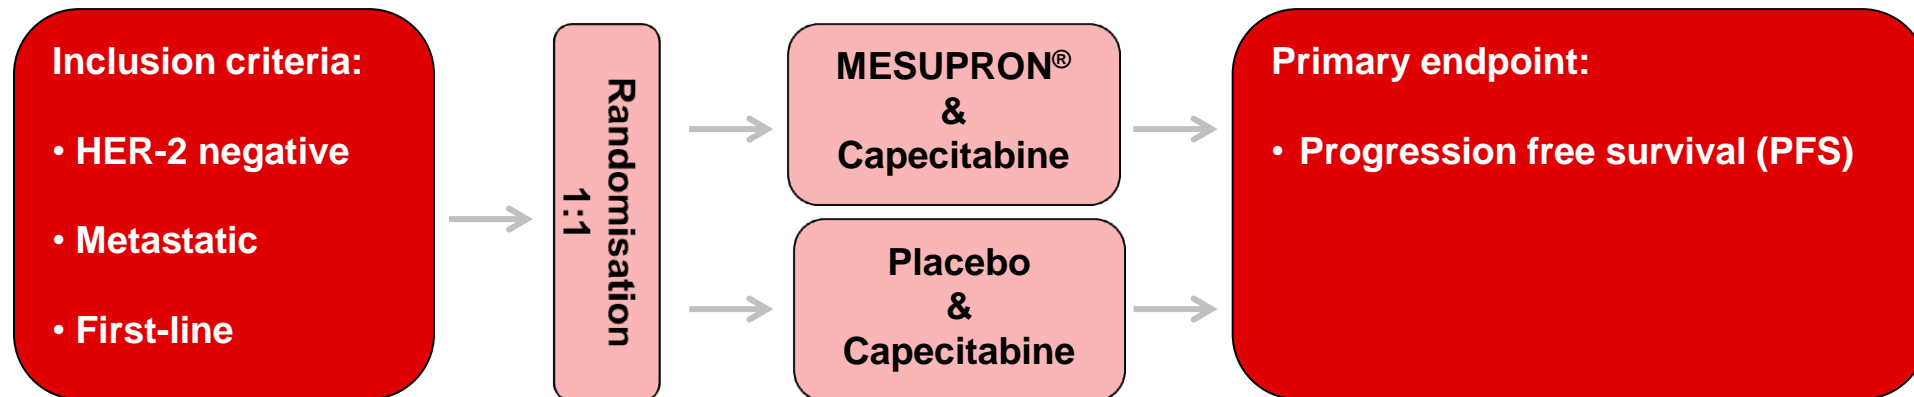 Inclusion criteria:
• HER-2 negative
• Metastatic
• First-line
Randomisation
1:1
MESUPRON®
&
Capecitabine
Placebo
&
Capecitabine
Primary endpoint:
• Progression free survival (PFS)